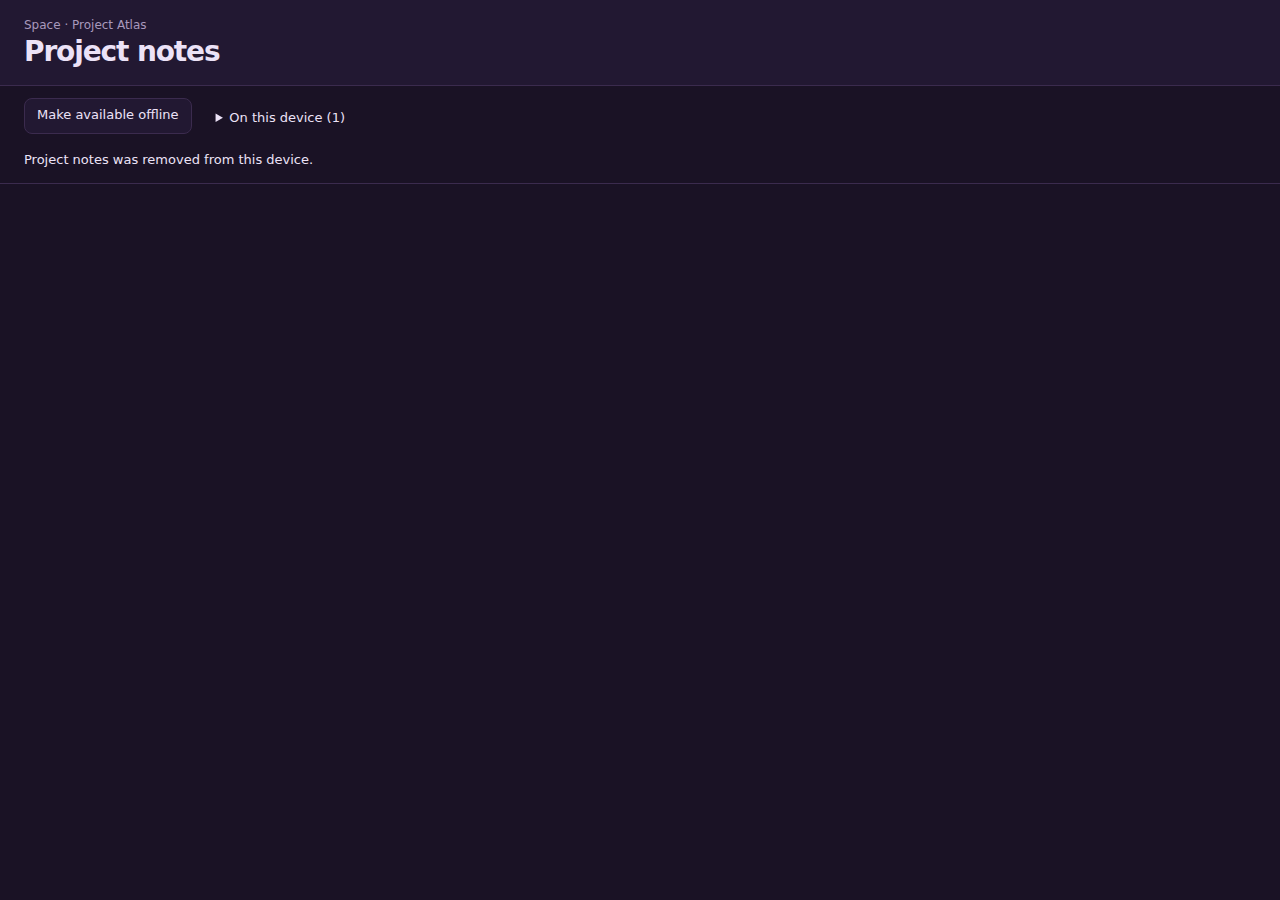 Space · Project Atlas
Project notes
Make available offline
On this device (1)
Project notes was removed from this device.